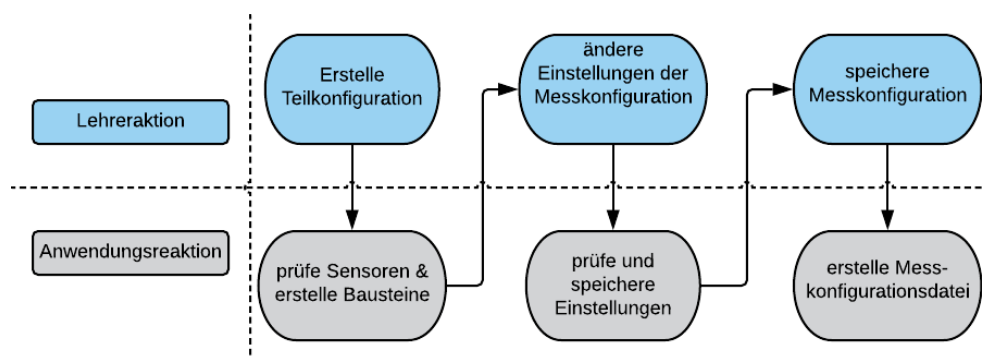 Lehreraktion
Erstelle
Teilkonfiguration
ändere
Einstellungen der
Messkonfiguration
speichere
Messkonfiguration
Anwendungsreaktion
prüfe Sensoren &
erstelle Bausteine
prüfe und
speichere
Einstellungen
erstelle Mess-
konfigurationsdatei